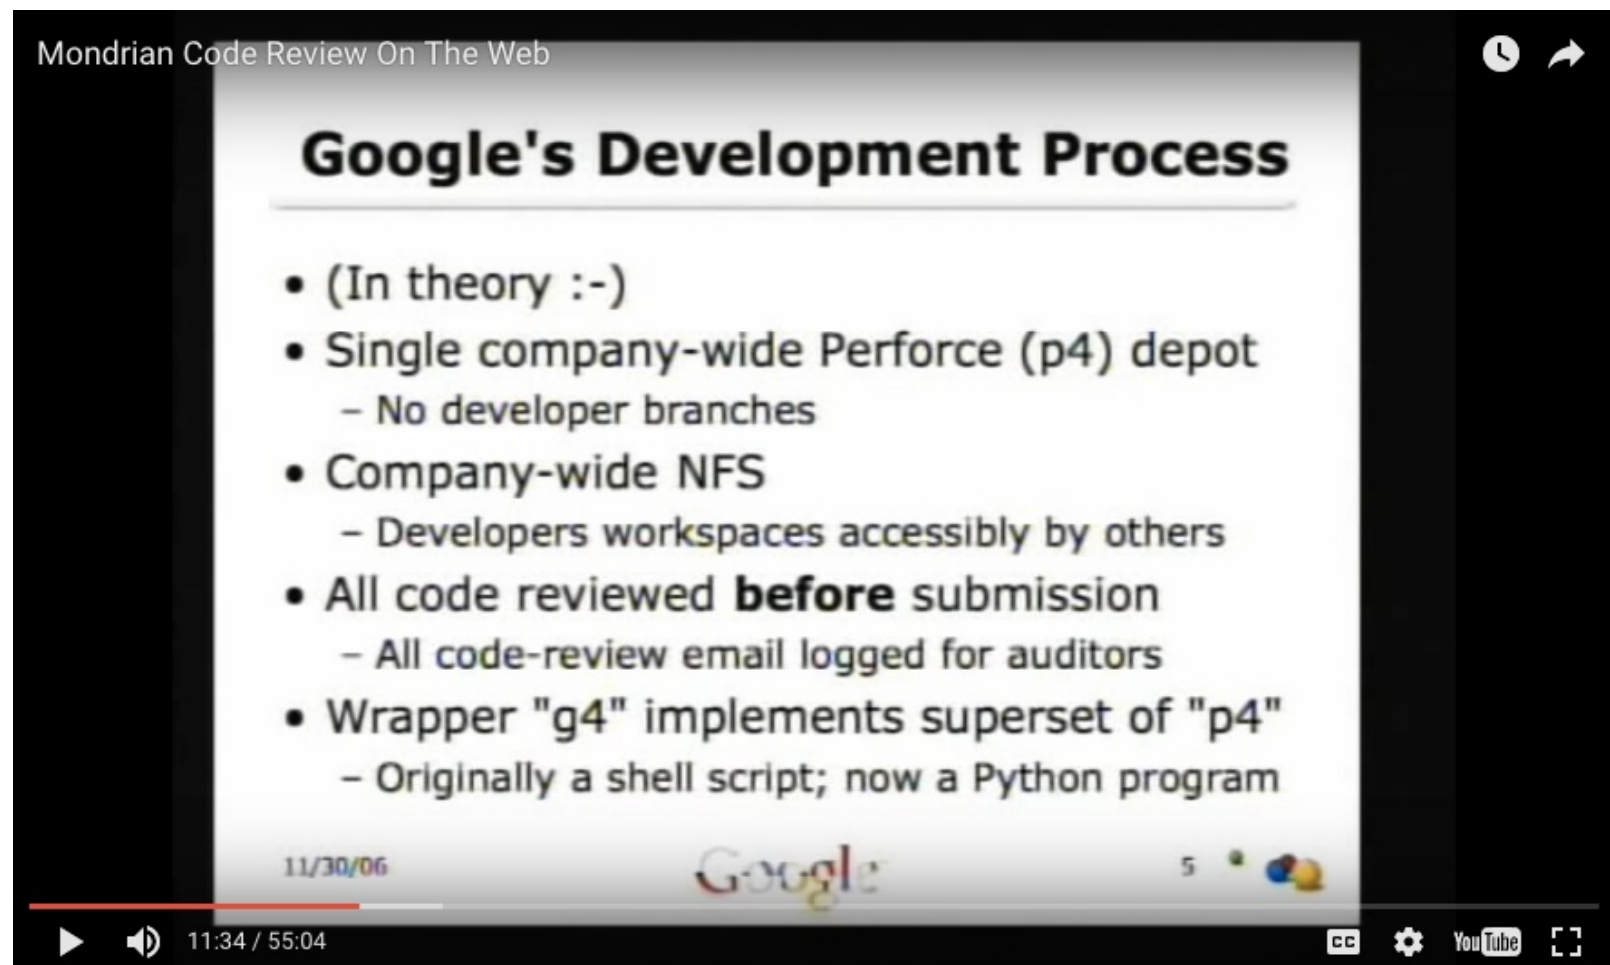 Mondrian Code Review On The Web
Google's Development Process
• (In theory :-)
• Single company-wide Perforce (p4) depot
– No developer branches
• Company-wide NFS
– Developers workspaces accessibly by others
• All code reviewed before submission
– All code-review email logged for auditors
• Wrapper "g4" implements superset of "p4"
– Originally a shell script; now a Python program
11/30/06
Google
5
11:34 / 55:04
CC
YouTube